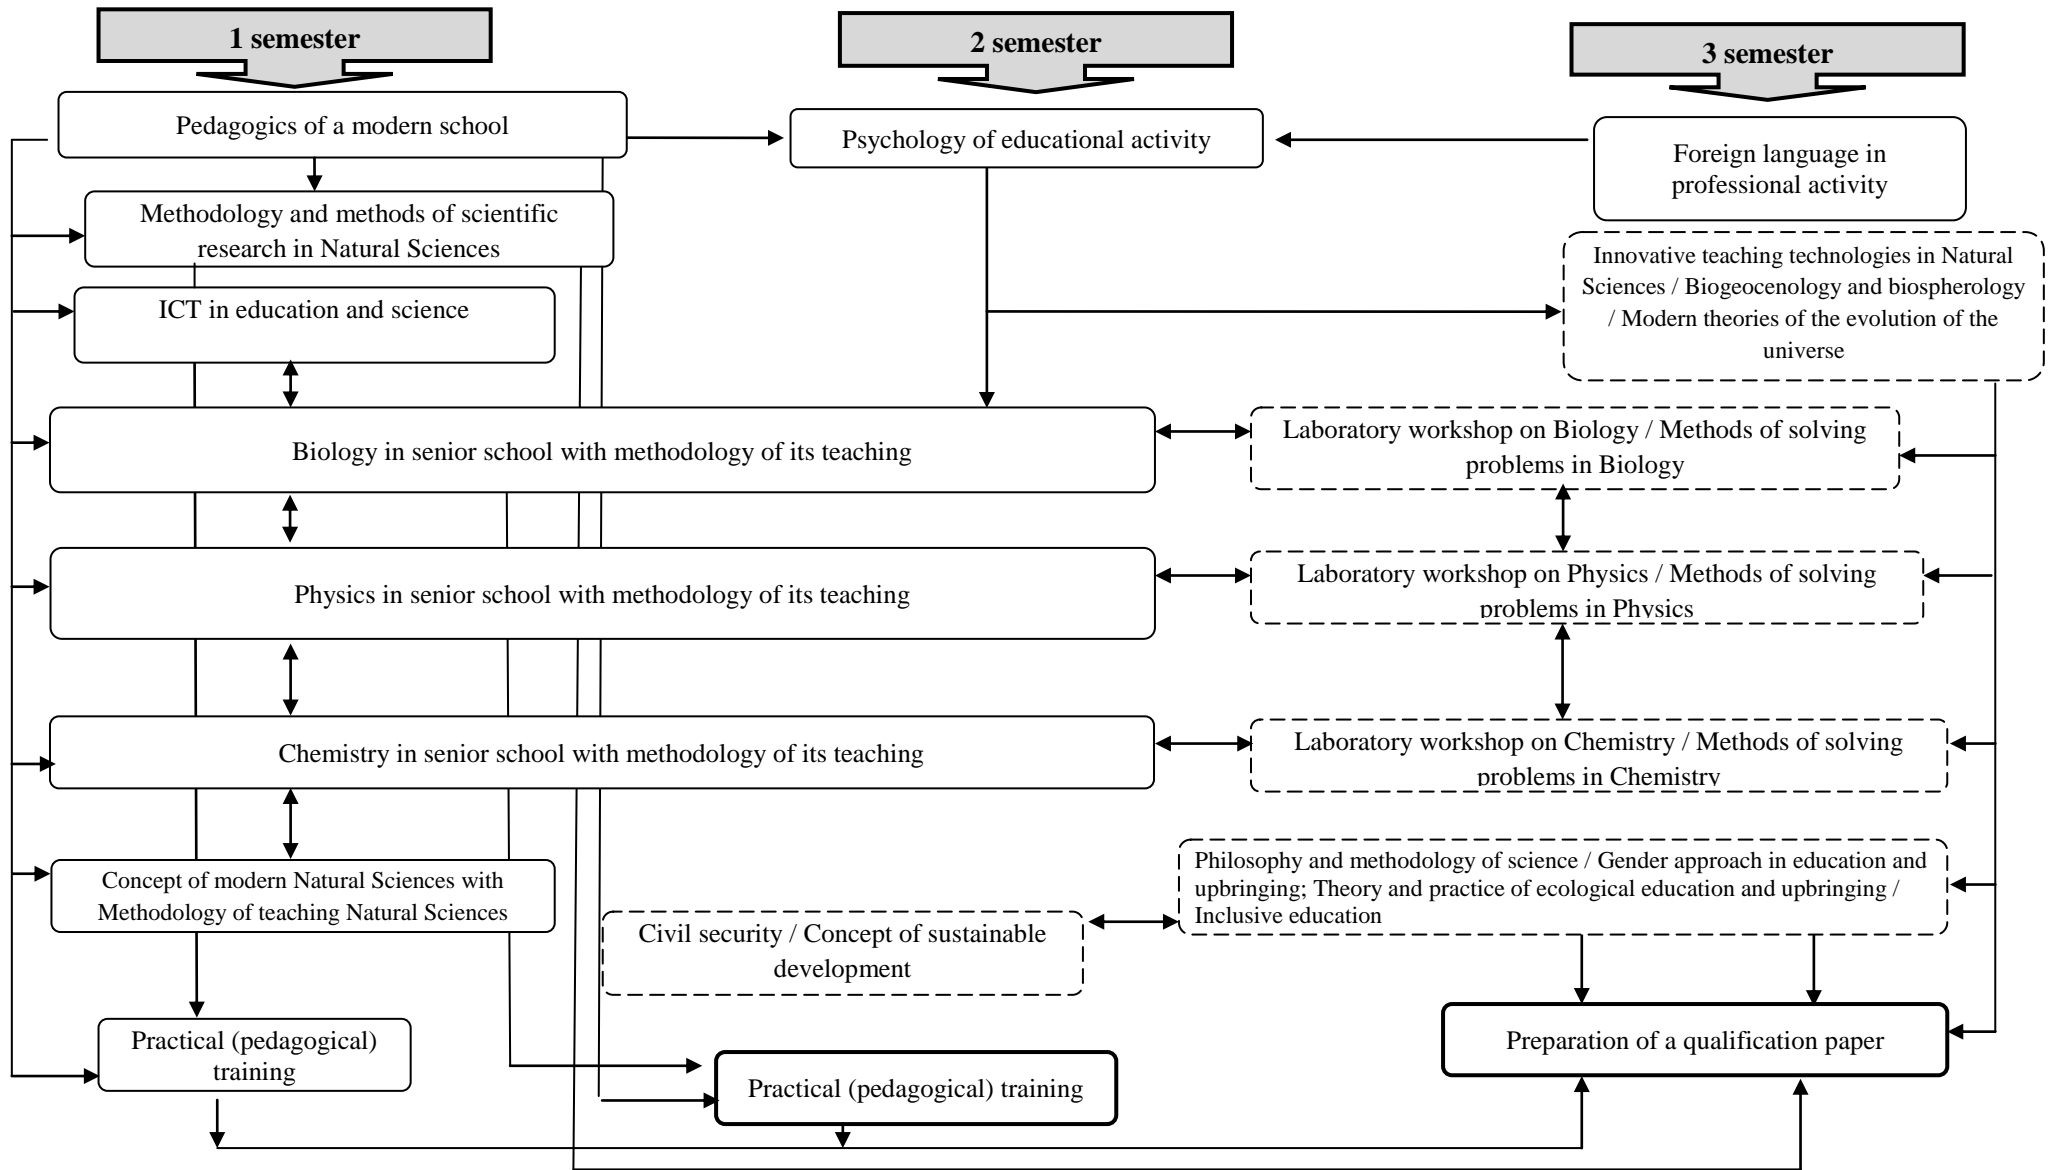 1 semester
2 semester
3 semester
Pedagogics of a modern school
Psychology of educational activity
Foreign language in
professional activity
Methodology and methods of scientific
research in Natural Sciences
Innovative teaching technologies in Natural
Sciences / Biogeocenology and biospherology
/ Modern theories of the evolution of the
universe
ICT in education and science
Biology in senior school with methodology of its teaching
Laboratory workshop on Biology / Methods of solving
problems in Biology
Physics in senior school with methodology of its teaching
Laboratory workshop on Physics / Methods of solving
problems in Physics
Chemistry in senior school with methodology of its teaching
Laboratory workshop on Chemistry / Methods of solving
problems in Chemistry
Concept of modern Natural Sciences with
Methodology of teaching Natural Sciences
Philosophy and methodology of science / Gender approach in education and
upbringing; Theory and practice of ecological education and upbringing /
Inclusive education
Civil security / Concept of sustainable
development
Practical (pedagogical)
training
Practical (pedagogical) training
Preparation of a qualification paper